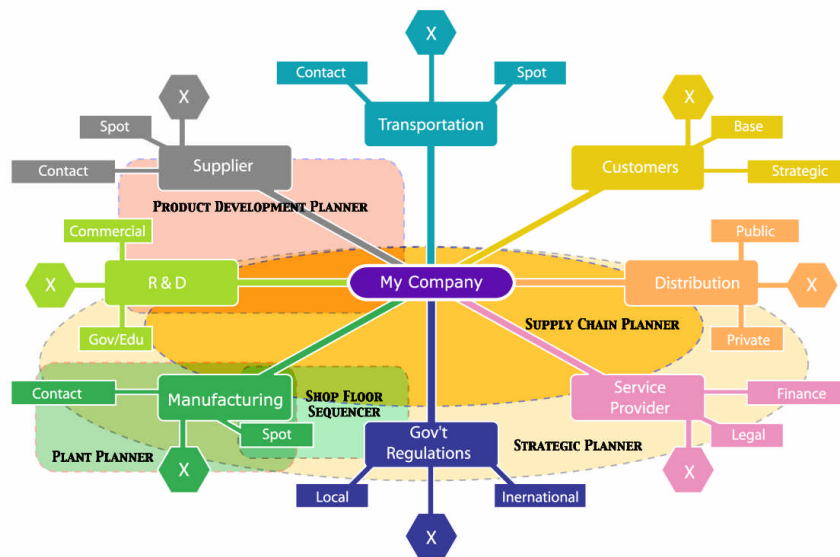 X
Contact
Spot
Transportation
X
Spot
Contact
Supplier
X
Base
Strategic
Customers
PRODUCT DEVELOPMENT PLANNER
Commercial
X
R & D
Gov/Edu
My Company
Public
Distribution
X
Private
SUPPLY CHAIN PLANNER
Contact
Manufacturing
Spot
X
SHOP FLOOR
SEQUENCER
PLANT PLANNER
Gov't
Regulations
Local
Inernational
X
STRATEGIC PLANNER
Service
Provider
Finance
Legal
X